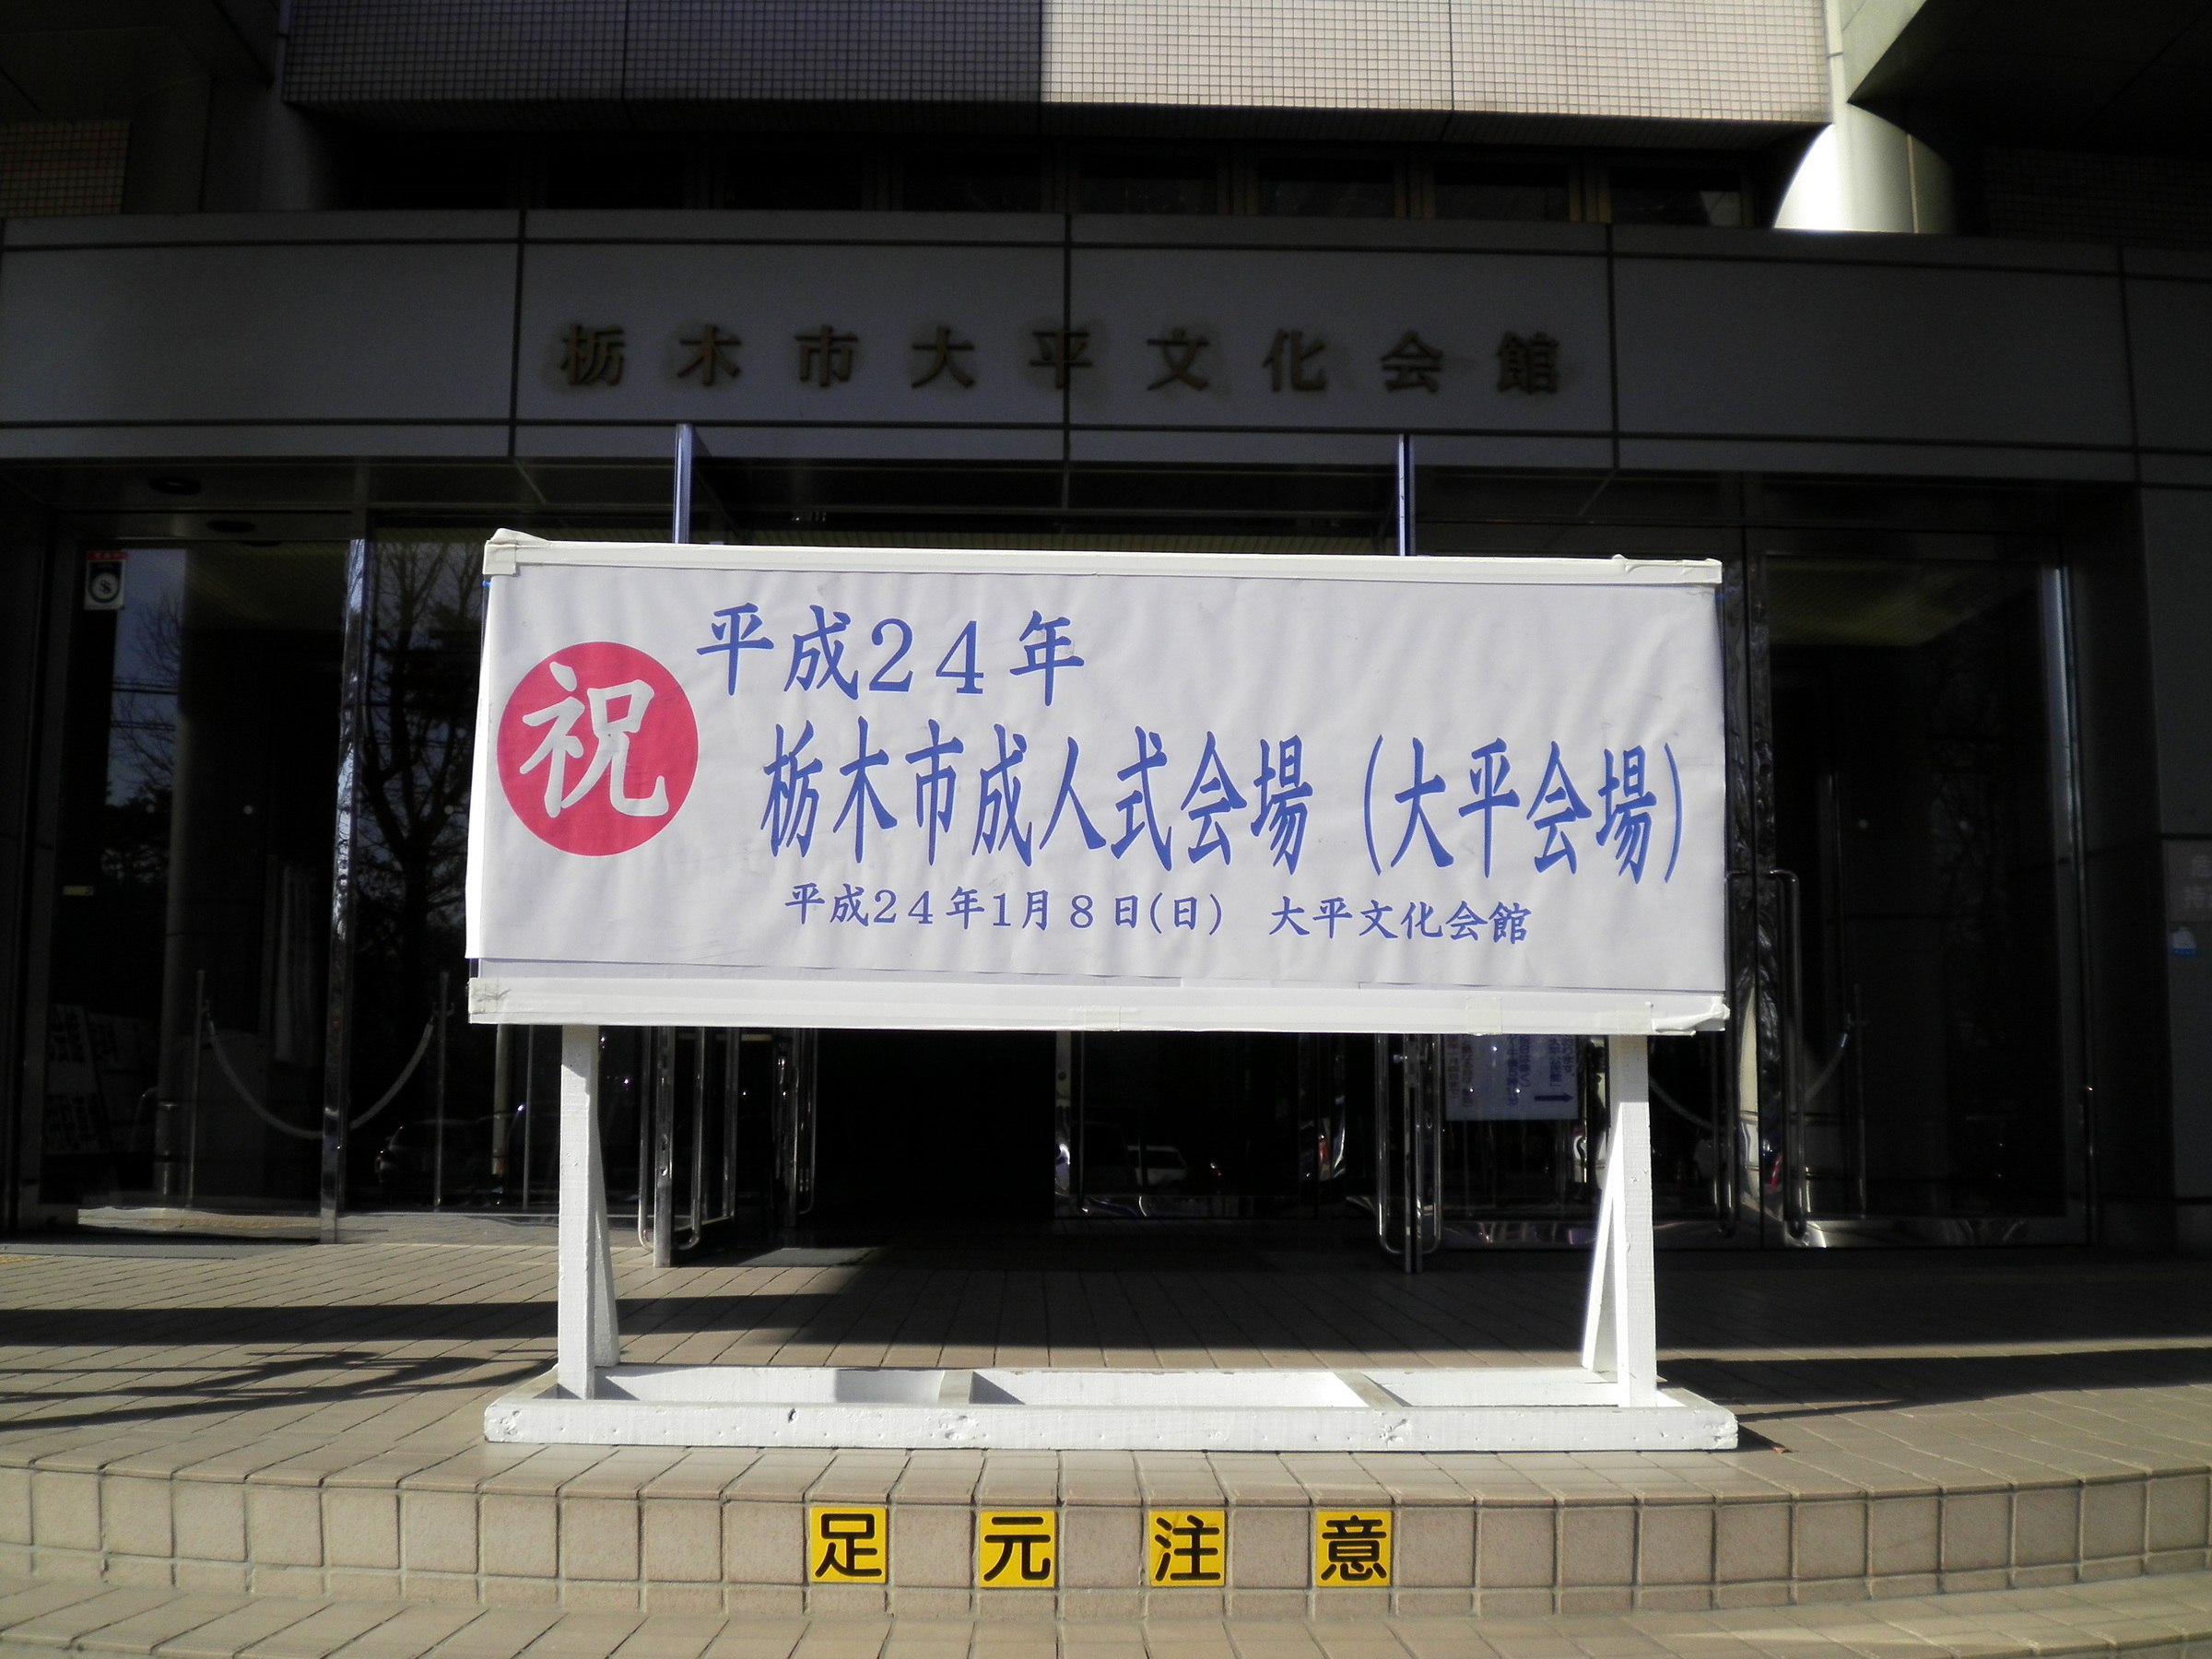 栃木市大平文化会館
祝
平成24年
栃木市成人式会場（大平会場）
平成24年1月8日(日)　大平文化会館
足元注意